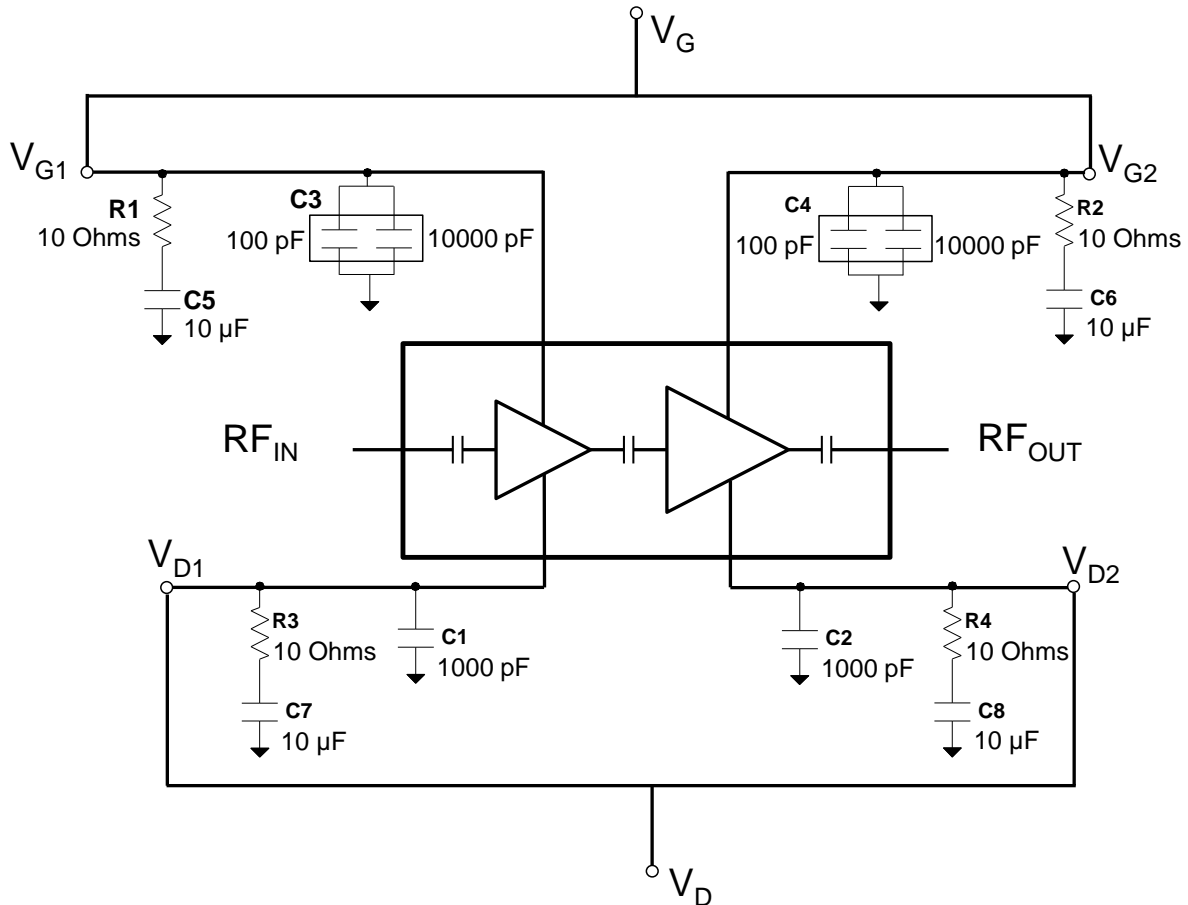 V_G
V_G1
V_G2
R1
10 Ohms
C5
10 µF
C3
100 pF
10000 pF
C4
100 pF
10000 pF
R2
10 Ohms
C6
10 µF
RF_IN
RF_OUT
V_D1
V_D2
R3
10 Ohms
C7
10 µF
C1
1000 pF
C2
1000 pF
R4
10 Ohms
C8
10 µF
V_D